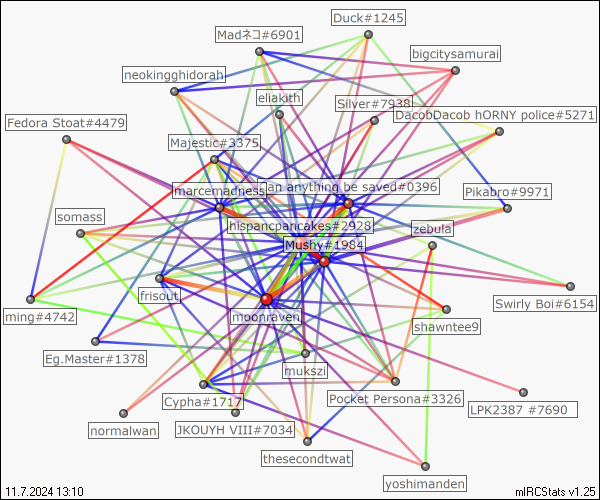 Duck#1245
Madネコ#6901
bigcitysamurai
neokingghidorah
eliakith
Silver#7938
DacobDacob hORNY police#5271
Fedora Stoat#4479
Majestic#3375
marcemadness
an anything be saved#0396
Pikabro#9971
somass
hispancpancakes#2928
zebula
Mushy#1984
frisout
Swirly Boi#6154
ming#4742
moonraven
shawntee9
Eg.Master#1378
mukszi
Cypha#1717
Pocket Persona#3326
LPK2387 #7690
normalwan
JKOUYH VIII#7034
thesecondtwat
yoshimanden
11.7.2024 13:10
mIRCStats v1.25